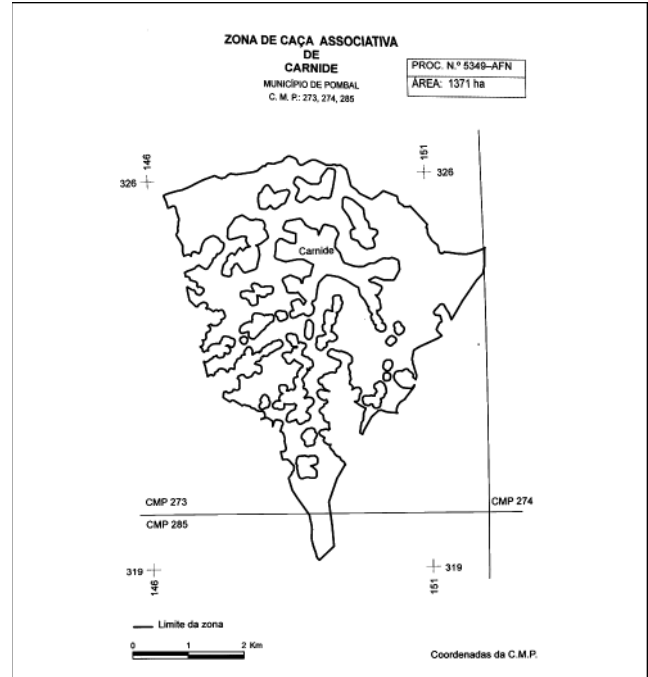 ZONA DE CAÇA ASSOCIATIVA
DE
CARNIDE
MUNICÍPIO DE POMBAL
C. M. P.: 273, 274, 285
PROC. N.º 5349–AFN
ÁREA: 1371 ha
146
151
326
326
Carnide
CMP 273
CMP 274
CMP 285
319
319
146
151
Limite da zona
0 1 2 Km
Coordenadas da C.M.P.